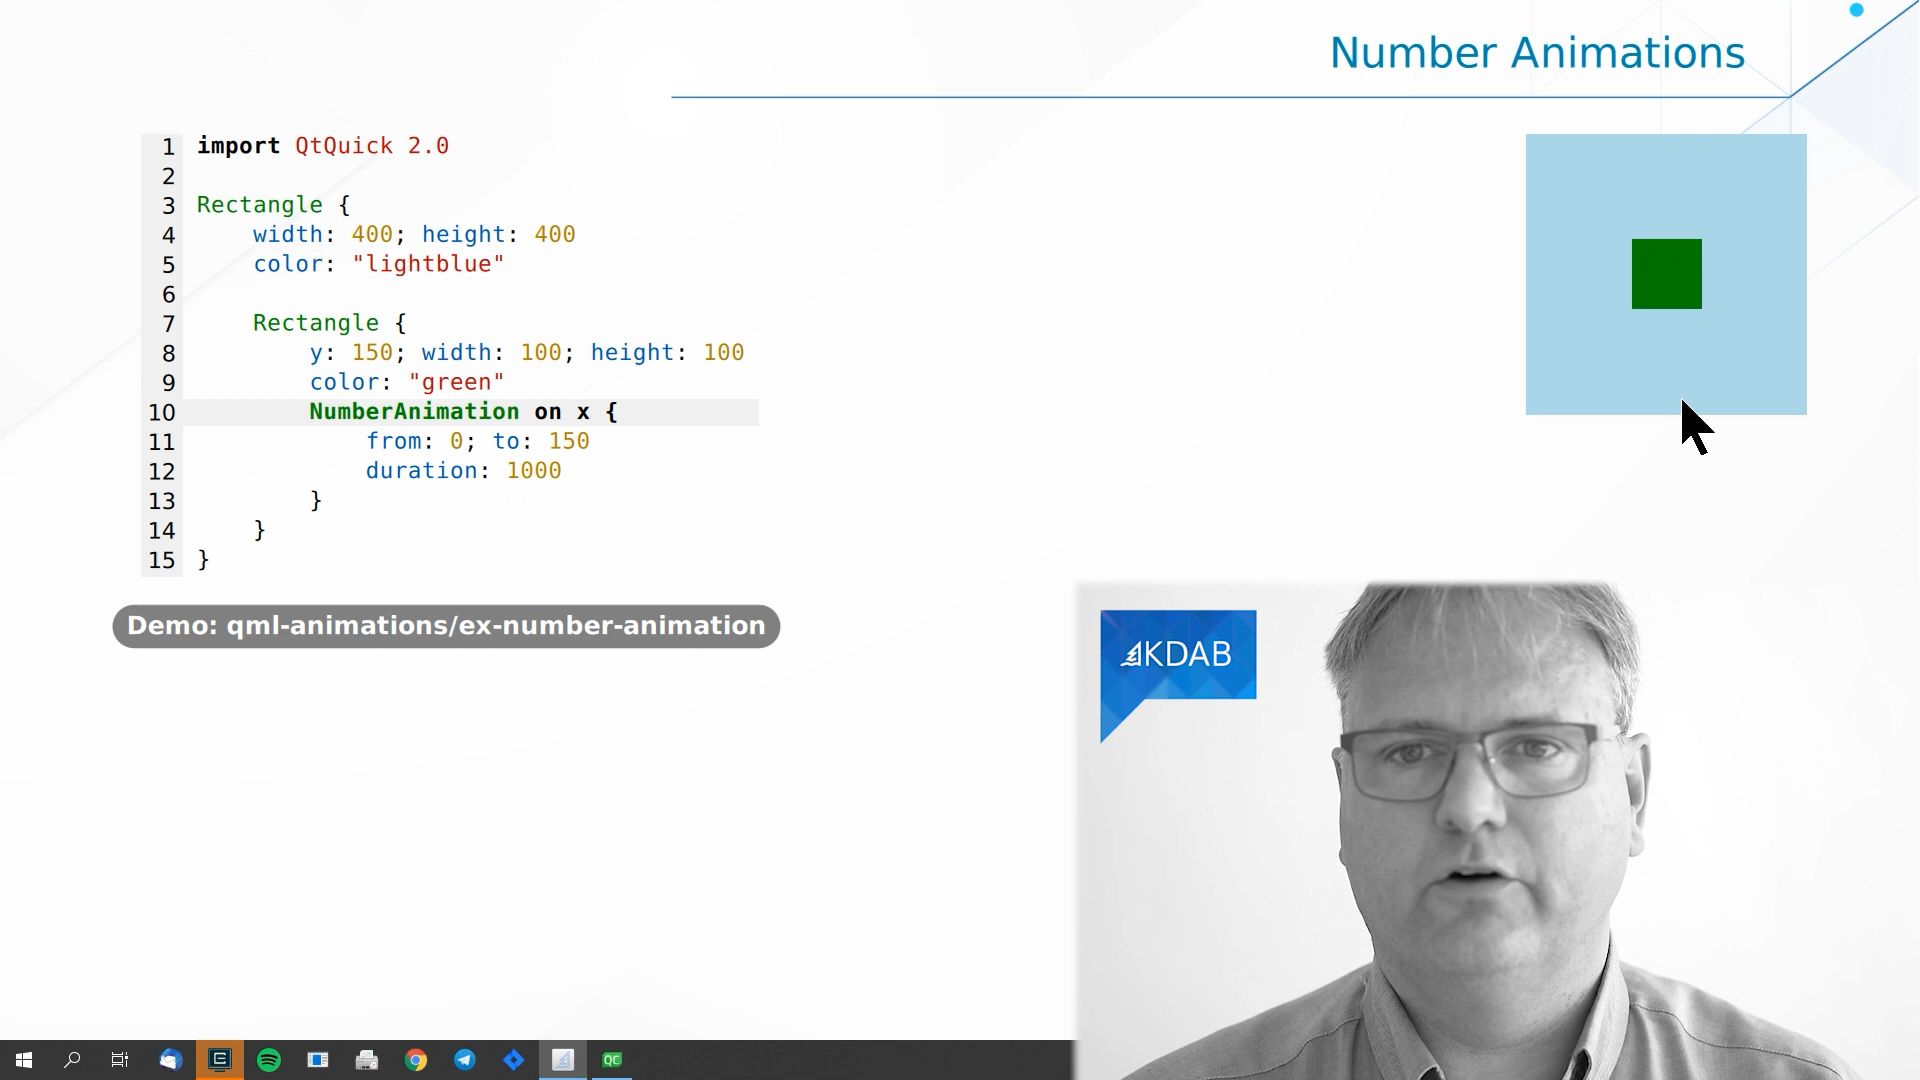 Number Animations
1 import QtQuick 2.0
2
3 Rectangle {
4     width: 400; height: 400
5     color: "lightblue"
6
7     Rectangle {
8         y: 150; width: 100; height: 100
9         color: "green"
10         NumberAnimation on x {
11             from: 0; to: 150
12             duration: 1000
13         }
14     }
15 }
Demo: qml-animations/ex-number-animation
KDAB
QC